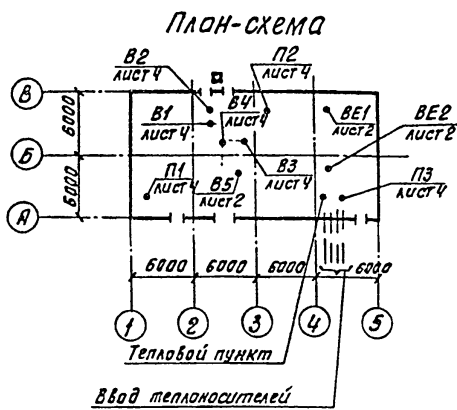 План-схема
В2
лист 4
П2
лист 4
В
В1
лист 4
В4
лист 4
ВЕ1
лист 2
ВЕ2
лист 2
6000
Б
П1
лист 4
В5
лист 2
В3
лист 4
П3
лист 4
6000
А
6000
6000
6000
6000
1
2
3
4
5
Тепловой пункт
Ввод теплоносителей